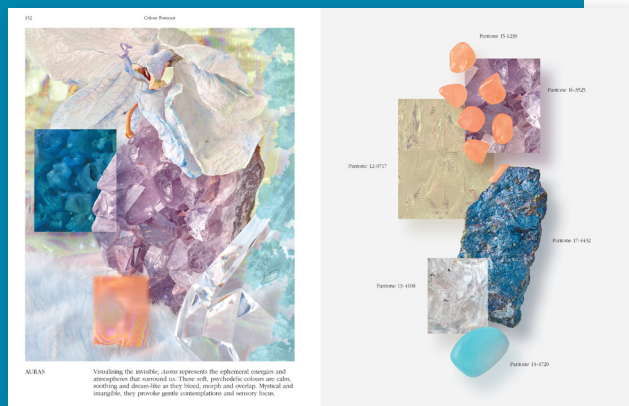 152
Colour Forecast
AURAS
Visualising the invisible, Auras represents the ephemeral energies and
atmospheres that surround us. These soft, psychedelic colours are calm,
soothing and dream-like as they bleed, morph and overlap. Mystical and
intangible, they provoke gentle contemplations and sensory focus.
Pantone 15-1239
Pantone 16-3525
Pantone 12-0717
Pantone 17-4432
Pantone 13-4108
Pantone 13-4720